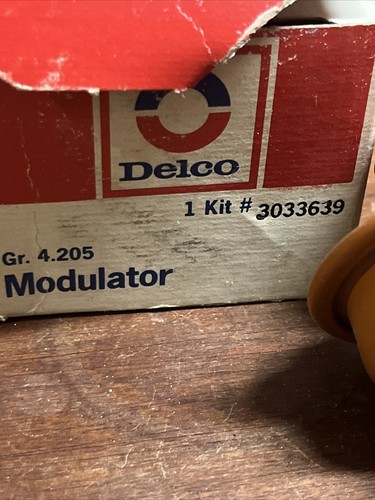 Delco
1 Kit # 3033639
Gr. 4.205
Modulator